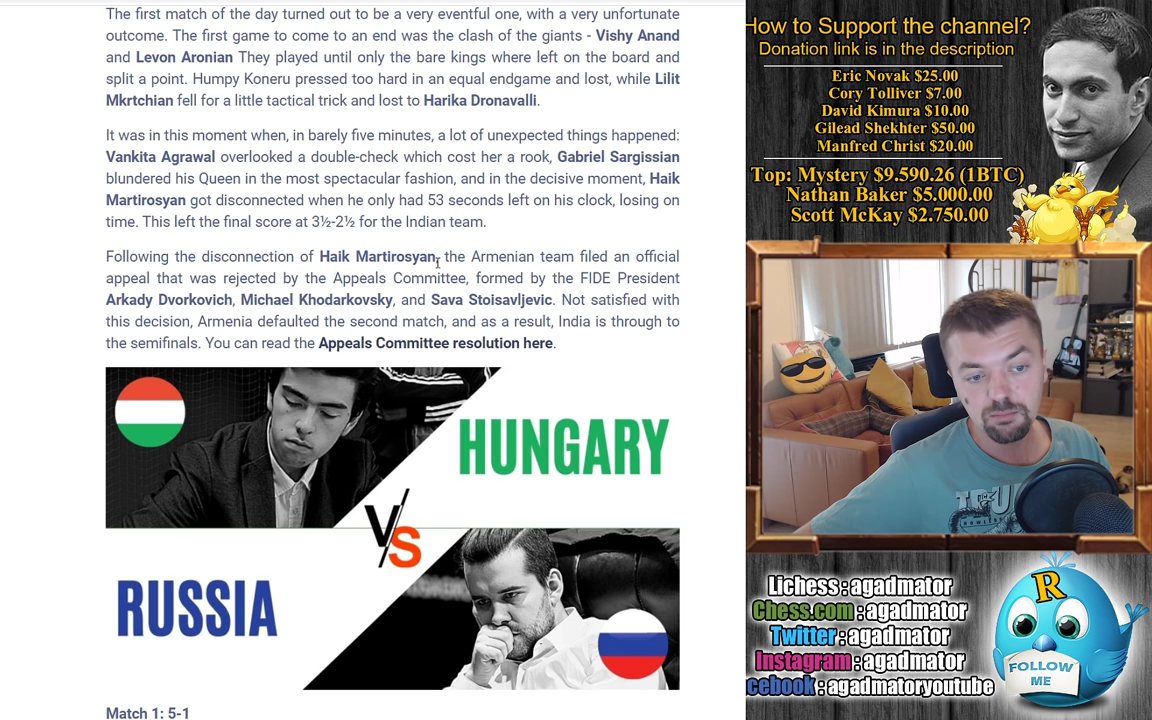 The first match of the day turned out to be a very eventful one, with a very unfortunate
outcome. The first game to come to an end was the clash of the giants - Vishy Anand
and Levon Aronian They played until only the bare kings where left on the board and
split a point. Humpy Koneru pressed too hard in an equal endgame and lost, while Lilit
Mkrtchian fell for a little tactical trick and lost to Harika Dronavalli.
It was in this moment when, in barely five minutes, a lot of unexpected things happened:
Vankita Agrawal overlooked a double-check which cost her a rook, Gabriel Sargissian
blundered his Queen in the most spectacular fashion, and in the decisive moment, Haik
Martirosyan got disconnected when he only had 53 seconds left on his clock, losing on
time. This left the final score at 3½-2½ for the Indian team.
Following the disconnection of Haik Martirosyan, the Armenian team filed an official
appeal that was rejected by the Appeals Committee, formed by the FIDE President
Arkady Dvorkovich, Michael Khodarkovsky, and Sava Stoisavljevic. Not satisfied with
this decision, Armenia defaulted the second match, and as a result, India is through to
the semifinals. You can read the Appeals Committee resolution here.
HUNGARY
VS
RUSSIA
Match 1: 5-1
How to Support the channel?
Donation link is in the description
Eric Novak $25.00
Cory Tolliver $7.00
David Kimura $10.00
Gilead Shekhter $50.00
Manfred Christ $20.00
Top: Mystery $9.590.26 (1BTC)
Nathan Baker $5.000.00
Scott McKay $2.750.00
Lichess: agadmator
Chess.com: agadmator
Twitter: agadmator
Instagram: agadmator
cebook: agadmatoryoutube
R
FOLLOW
ME